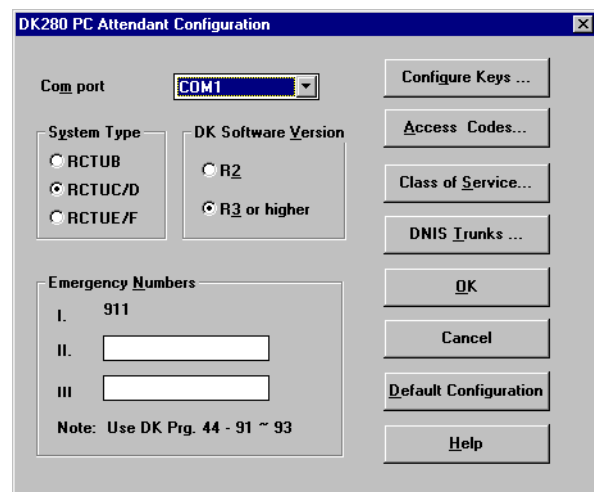 DK280 PC Attendant Configuration
Com port
COM1
System Type
RCTUB
RCTUC/D
RCTUE/F
DK Software Version
R2
R3 or higher
Emergency Numbers
I. 911
II.
III
Note: Use DK Prg. 44 - 91 ~ 93
Configure Keys ...
Access Codes...
Class of Service...
DNIS Trunks ...
OK
Cancel
Default Configuration
Help